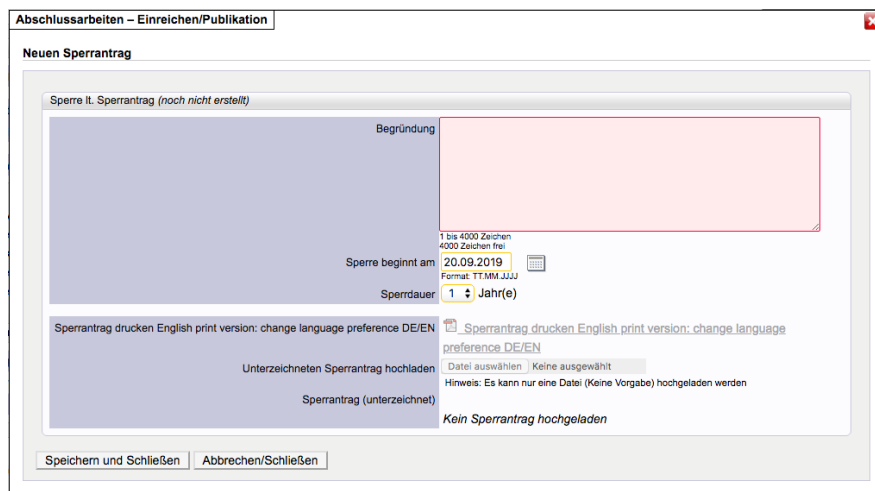 Abschlussarbeiten – Einreichen/Publikation
Neuen Sperrantrag
Sperre lt. Sperrantrag (noch nicht erstellt)
Begründung
1 bis 4000 Zeichen
4000 Zeichen frei
Sperre beginnt am 20.09.2019
Format: TT.MM.JJJJ
Sperrdauer 1 Jahr(e)
Sperrantrag drucken English print version: change language preference DE/EN Sperrantrag drucken English print version: change language
preference DE/EN
Unterzeichneten Sperrantrag hochladen Datei auswählen Keine ausgewählt
Hinweis: Es kann nur eine Datei (Keine Vorgabe) hochgeladen werden
Sperrantrag (unterzeichnet)
Kein Sperrantrag hochgeladen
Speichern und Schließen Abbrechen/Schließen